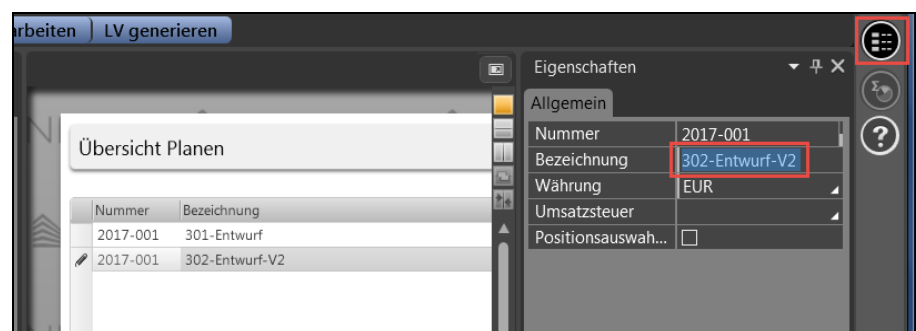 LV generieren
Eigenschaften
Allgemein
Nummer 2017-001
Bezeichnung 302-Entwurf-V2
Währung EUR
Umsatzsteuer
Positionsauswah...
Übersicht Planen
Nummer Bezeichnung
2017-001 301-Entwurf
2017-001 302-Entwurf-V2